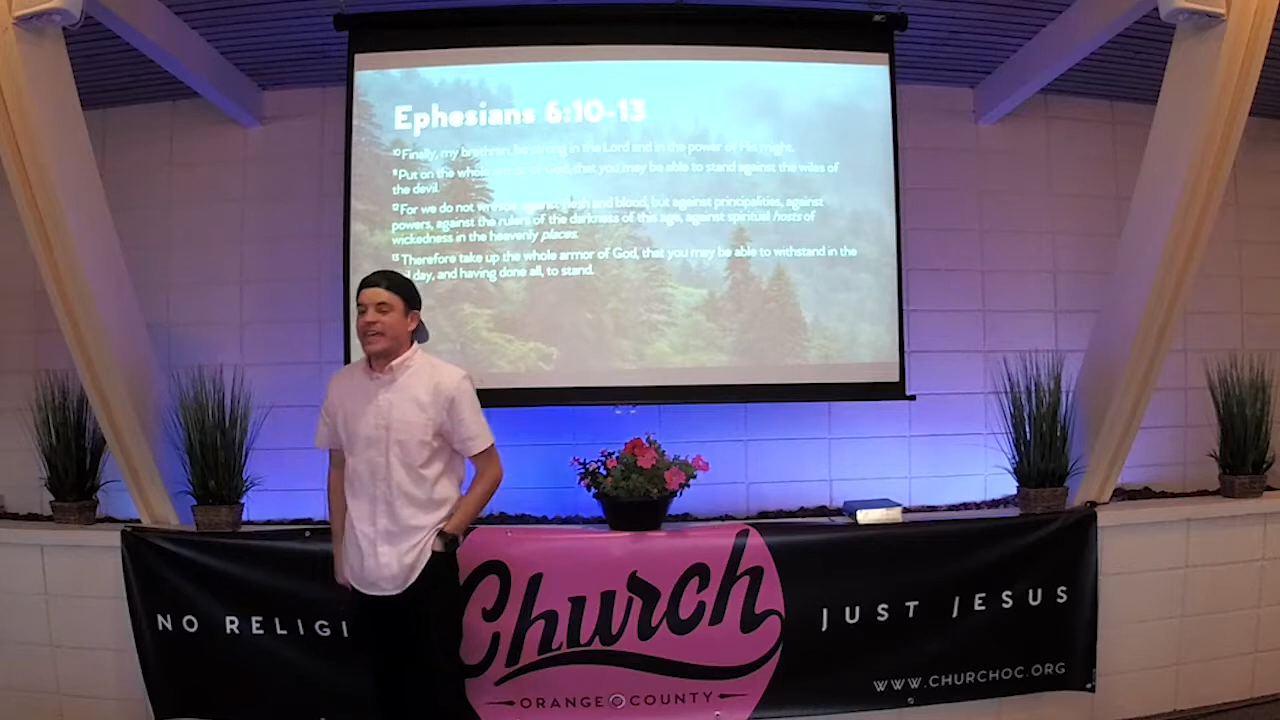 Ephesians 6:10-13
10 Finally, my brethren, be strong in the Lord and in the power of His might.
11 Put on the whole of God, that you may be able to stand against the wiles of
the devil.
12 For we do not wrestle against flesh and blood, but against principalities, against
powers, against the rulers of the darkness of this age, against spiritual hosts of
wickedness in the heavenly places.
13 Therefore take up the whole armor of God, that you may be able to withstand in the
day, and having done all, to stand.
NO RELIGI
Church
ORANGE COUNTY
JUST JESUS
WWW.CHURCHOC.ORG